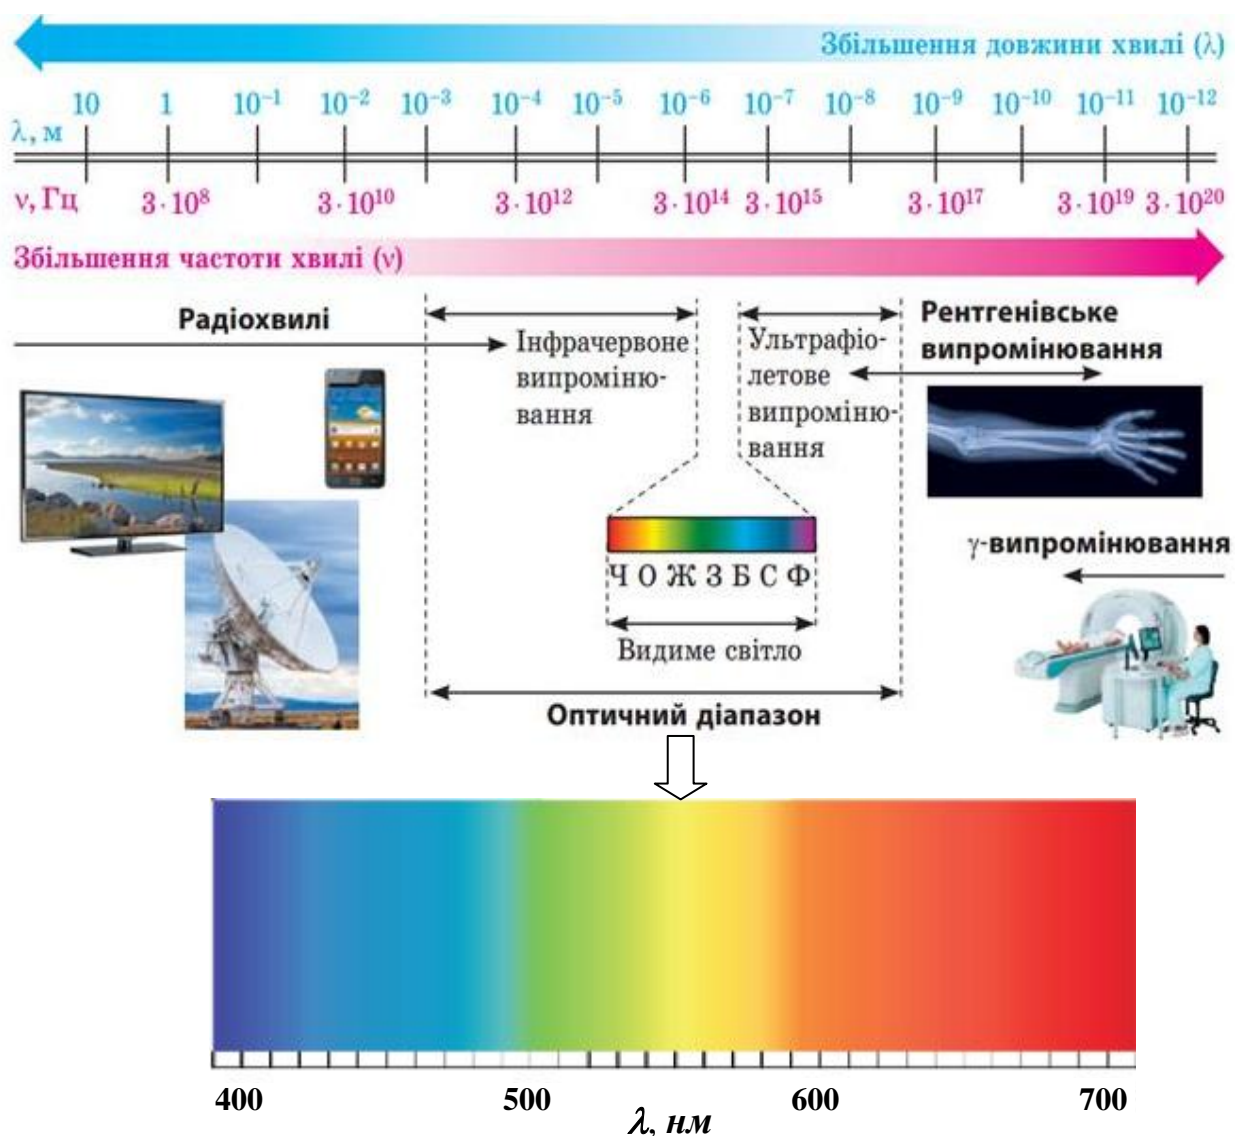 Збільшення довжини хвилі (λ)
10 1 10⁻¹ 10⁻² 10⁻³ 10⁻⁴ 10⁻⁵ 10⁻⁶ 10⁻⁷ 10⁻⁸ 10⁻⁹ 10⁻¹⁰ 10⁻¹¹ 10⁻¹²
λ, м
ν, Гц 3·10⁸ 3·10¹⁰ 3·10¹² 3·10¹⁴ 3·10¹⁵ 3·10¹⁷ 3·10¹⁹ 3·10²⁰
Збільшення частоти хвилі (ν)
Радіохвилі
Інфрачервоне
випроміню-
вання
Ультрафіо-
летове
випроміню-
вання
Рентгенівське
випромінювання
γ-випромінювання
Ч О Ж З Б С Ф
Видиме світло
Оптичний діапазон
400 500 600 700
λ, нм